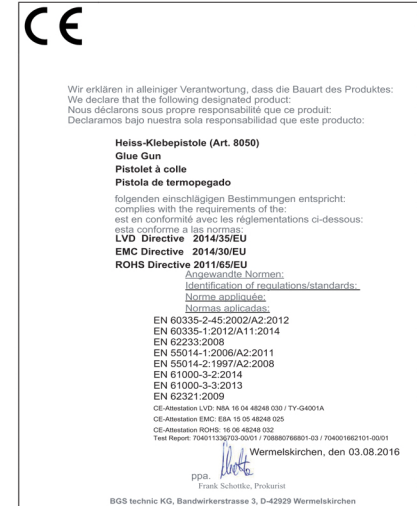 CE
Wir erklären in alleiniger Verantwortung, dass die Bauart des Produktes:
We declare that the following designated product:
Nous déclarons sous propre responsabilité que ce produit:
Declaramos bajo nuestra sola responsabilidad que este producto:
Heiss-Klebepistole (Art. 8050)
Glue Gun
Pistolet à colle
Pistola de termopegado
folgenden einschlägigen Bestimmungen entspricht:
complies with the requirements of the:
est en conformité avec les réglementations ci-dessous:
esta conforme a las normas:
LVD Directive 2014/35/EU
EMC Directive 2014/30/EU
ROHS Directive 2011/65/EU
Angewandte Normen:
Identification of regulations/standards:
Norme appliquée:
Normas aplicadas:
EN 60335-2-45:2002/A2:2012
EN 60335-1:2012/A11:2014
EN 62233:2008
EN 55014-1:2006/A2:2011
EN 55014-2:1997/A2:2008
EN 61000-3-2:2014
EN 61000-3-3:2013
EN 62321:2009
CE-Attestation LVD: N8A 16 04 48248 030 / TY-G4001A
CE-Attestation EMC: E8A 15 05 48248 025
CE-Attestation ROHS: 16 06 48248 032
Test Report: 704011336703-00/01 / 708880766801-03 / 704001662101-00/01
Wermelskirchen, den 03.08.2016
ppa.
Frank Schottke, Prokurist
BGS technic KG, Bandwirkerstrasse 3, D-42929 Wermelskirchen